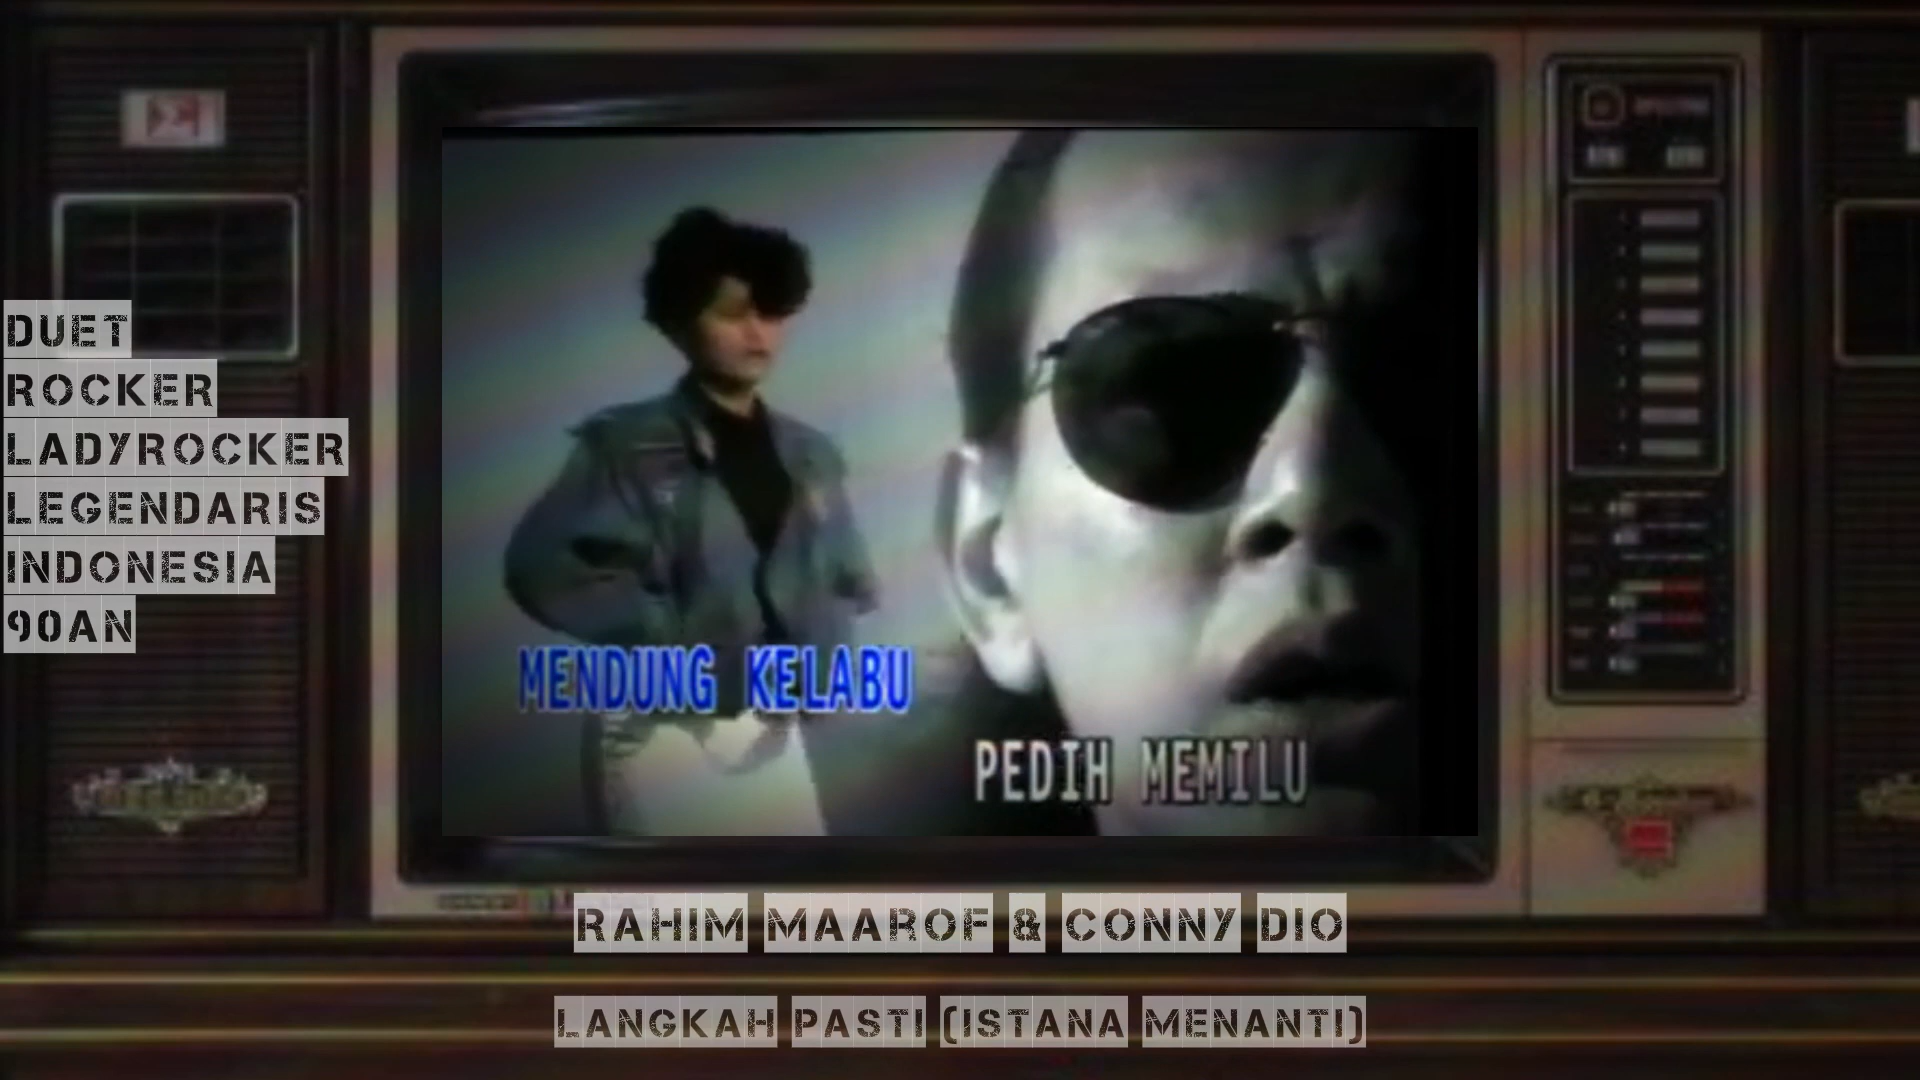 DUET
ROCKER
LADYROCKER
LEGENDARIS
INDONESIA
90AN
MENDUNG KELABU
PEDIH MEMILU
RAHIM MAAROF & CONNY DIO
LANGKAH PASTI (ISTANA MENANTI)